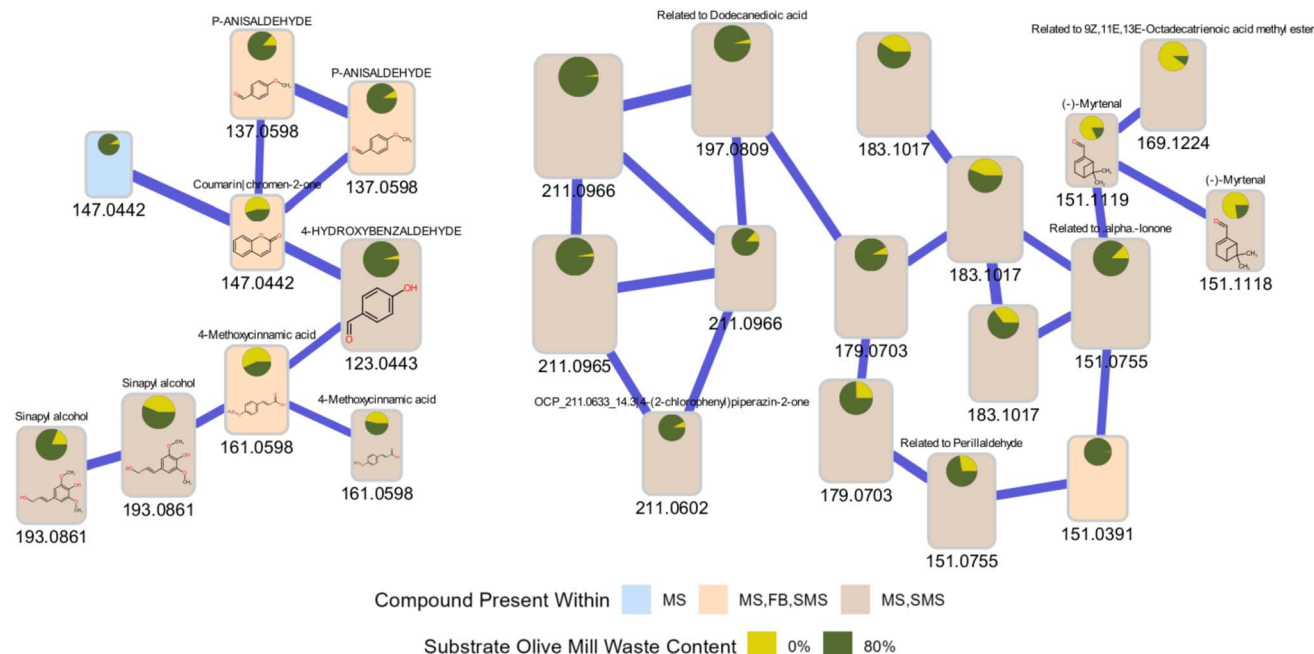 P-ANISALDEHYDE
137.0598
P-ANISALDEHYDE
137.0598
147.0442
Coumarin|chromen-2-one
147.0442
4-HYDROXYBENZALDEHYDE
OH
O
123.0443
4-Methoxycinnamic acid
161.0598
4-Methoxycinnamic acid
161.0598
Sinapyl alcohol
193.0861
Sinapyl alcohol
193.0861
Related to Dodecanedioic acid
197.0809
211.0966
211.0965
211.0966
OCP_211.0633_14.3|4-(2-chlorophenyl)piperazin-2-one
211.0602
183.1017
183.1017
183.1017
179.0703
179.0703
Related to Perillaldehyde
151.0755
151.0391
Related to alpha.-Ionone
151.0755
Related to 9Z,11E,13E-Octadecatrienoic acid methyl ester
169.1224
(-)-Myrtenal
151.1119
(-)-Myrtenal
151.1118
Compound Present Within MS MS,FB,SMS MS,SMS
Substrate Olive Mill Waste Content 0% 80%